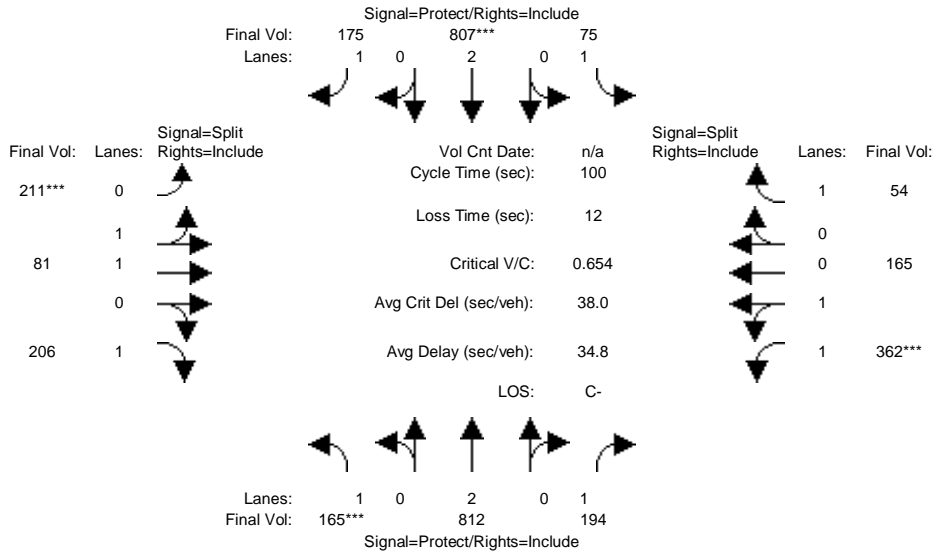 Signal=Protect/Rights=Include
Final Vol: 175 807*** 75
Lanes: 1 0 2 0 1
Signal=Split
Final Vol: Lanes: Rights=Include
Vol Cnt Date: n/a
Signal=Split
Rights=Include Lanes: Final Vol:
Cycle Time (sec): 100
211*** 0
1 54
Loss Time (sec): 12
1
0
81 1
Critical V/C: 0.654
0 165
0
Avg Crit Del (sec/veh): 38.0
1
206 1
Avg Delay (sec/veh): 34.8
1 362***
LOS: C-
Lanes: 1 0 2 0 1
Final Vol: 165*** 812 194
Signal=Protect/Rights=Include